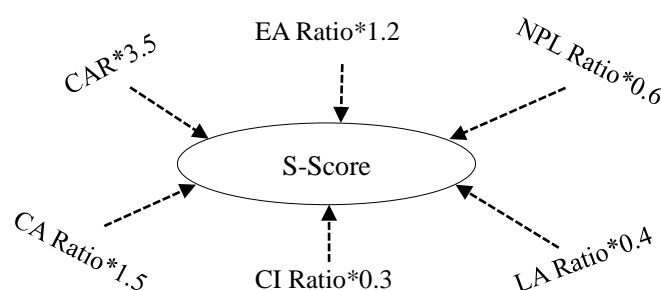 CAR*3.5
EA Ratio*1.2
NPL Ratio*0.6
S-Score
CA Ratio*1.5
CI Ratio*0.3
LA Ratio*0.4